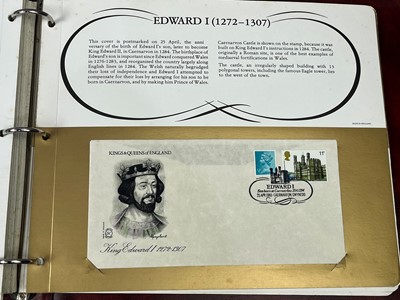 EDWARD I (1272–1307)
This cover is postmarked on 25 April, the anni
versary of the birth of Edward's son, later to become
King Edward II, in Caernarvon in 1284. The birthplace
of Edward's son is important since Edward conquered Wales
in 1276-1283, and reorganised the country largely along
English lines in 1284. The Welsh naturally begrudged
their loss of independence and Edward I attempted to
compensate for their loss by arranging for his son to be
born in Caernarvon, and by making him Prince of Wales.
Caernarvon Castle is shown on the stamp, because it was
built on King Edward's instructions in 1284. The castle,
originally a Roman site, is one of the best examples of
mediaeval fortifications in Wales.
The castle, an irregularly shaped building with 13
polygonal towers, including the famous Eagle tower, lies
to the west of the town.
KINGS & QUEENS of ENGLAND.
King Edward I 1272-1307
EDWARD I
CAERNARVON GWYNEDD